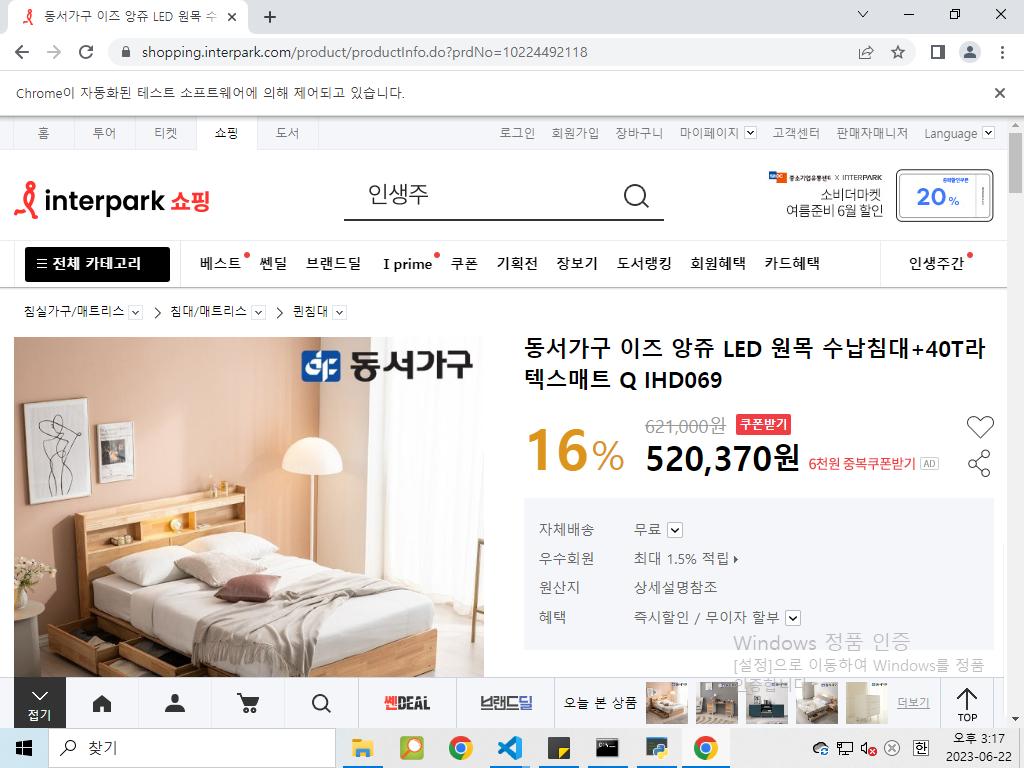 동서가구 이즈 앙쥬 LED 원목 수
shopping.interpark.com/product/productInfo.do?prdNo=10224492118
Chrome이 자동화된 테스트 소프트웨어에 의해 제어되고 있습니다.
홈 투어 티켓 쇼핑 도서 로그인 회원가입 장바구니 마이페이지 고객센터 판매자매니저 Language
interpark 쇼핑
인생주
중소기업유통센터 X INTERPARK
소비더마켓
여름준비 6월 할인
20%
전체 카테고리 베스트 쎈딜 브랜드딜 I prime 쿠폰 기획전 장보기 도서랭킹 회원혜택 카드혜택 인생주간
침실가구/매트리스 침대/매트리스 퀸침대
동서가구
동서가구 이즈 앙쥬 LED 원목 수납침대+40T라
텍스매트 Q IHD069
621,000원 쿠폰받기
16% 520,370원 6천원 중복쿠폰받기 AD
자체배송 무료
우수회원 최대 1.5% 적립
원산지 상세설명참조
혜택 즉시할인 / 무이자 할부
Windows 정품 인증
[설정]으로 이동하여 Windows를 정품
인증합니다.
접기 쎈DEAL 브랜드딜 오늘 본 상품 더보기 TOP
찾기
한
오후 3:17
2023-06-22